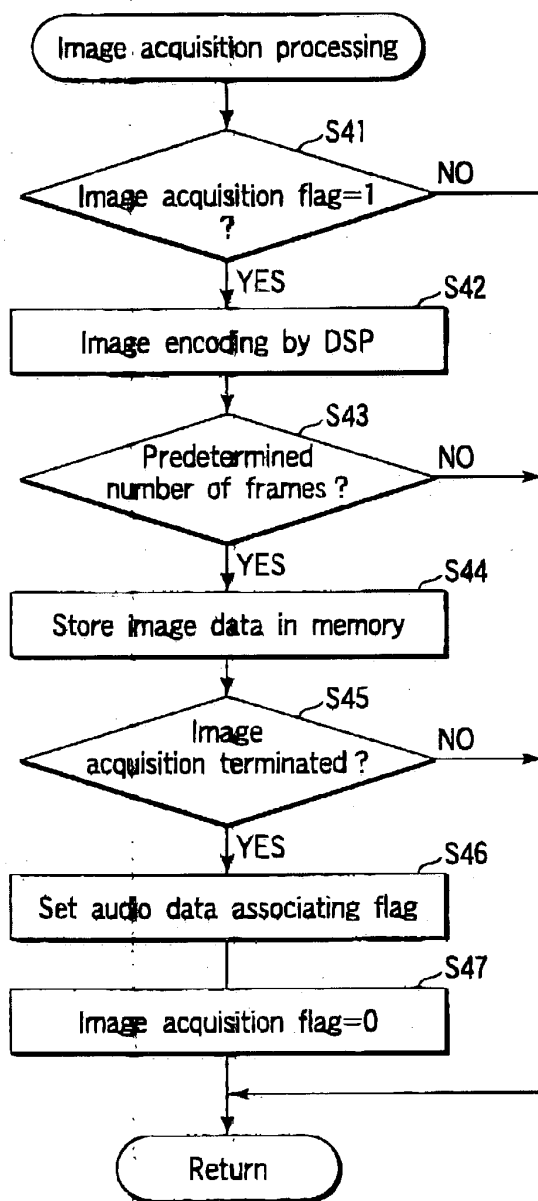 Image acquisition processing
S41
Image acquisition flag=1
?
NO
YES
S42
Image encoding by DSP
S43
Predetermined
number of frames?
NO
YES
S44
Store image data in memory
S45
Image
acquisition terminated?
NO
YES
S46
Set audio data associating flag
S47
Image acquisition flag=0
Return